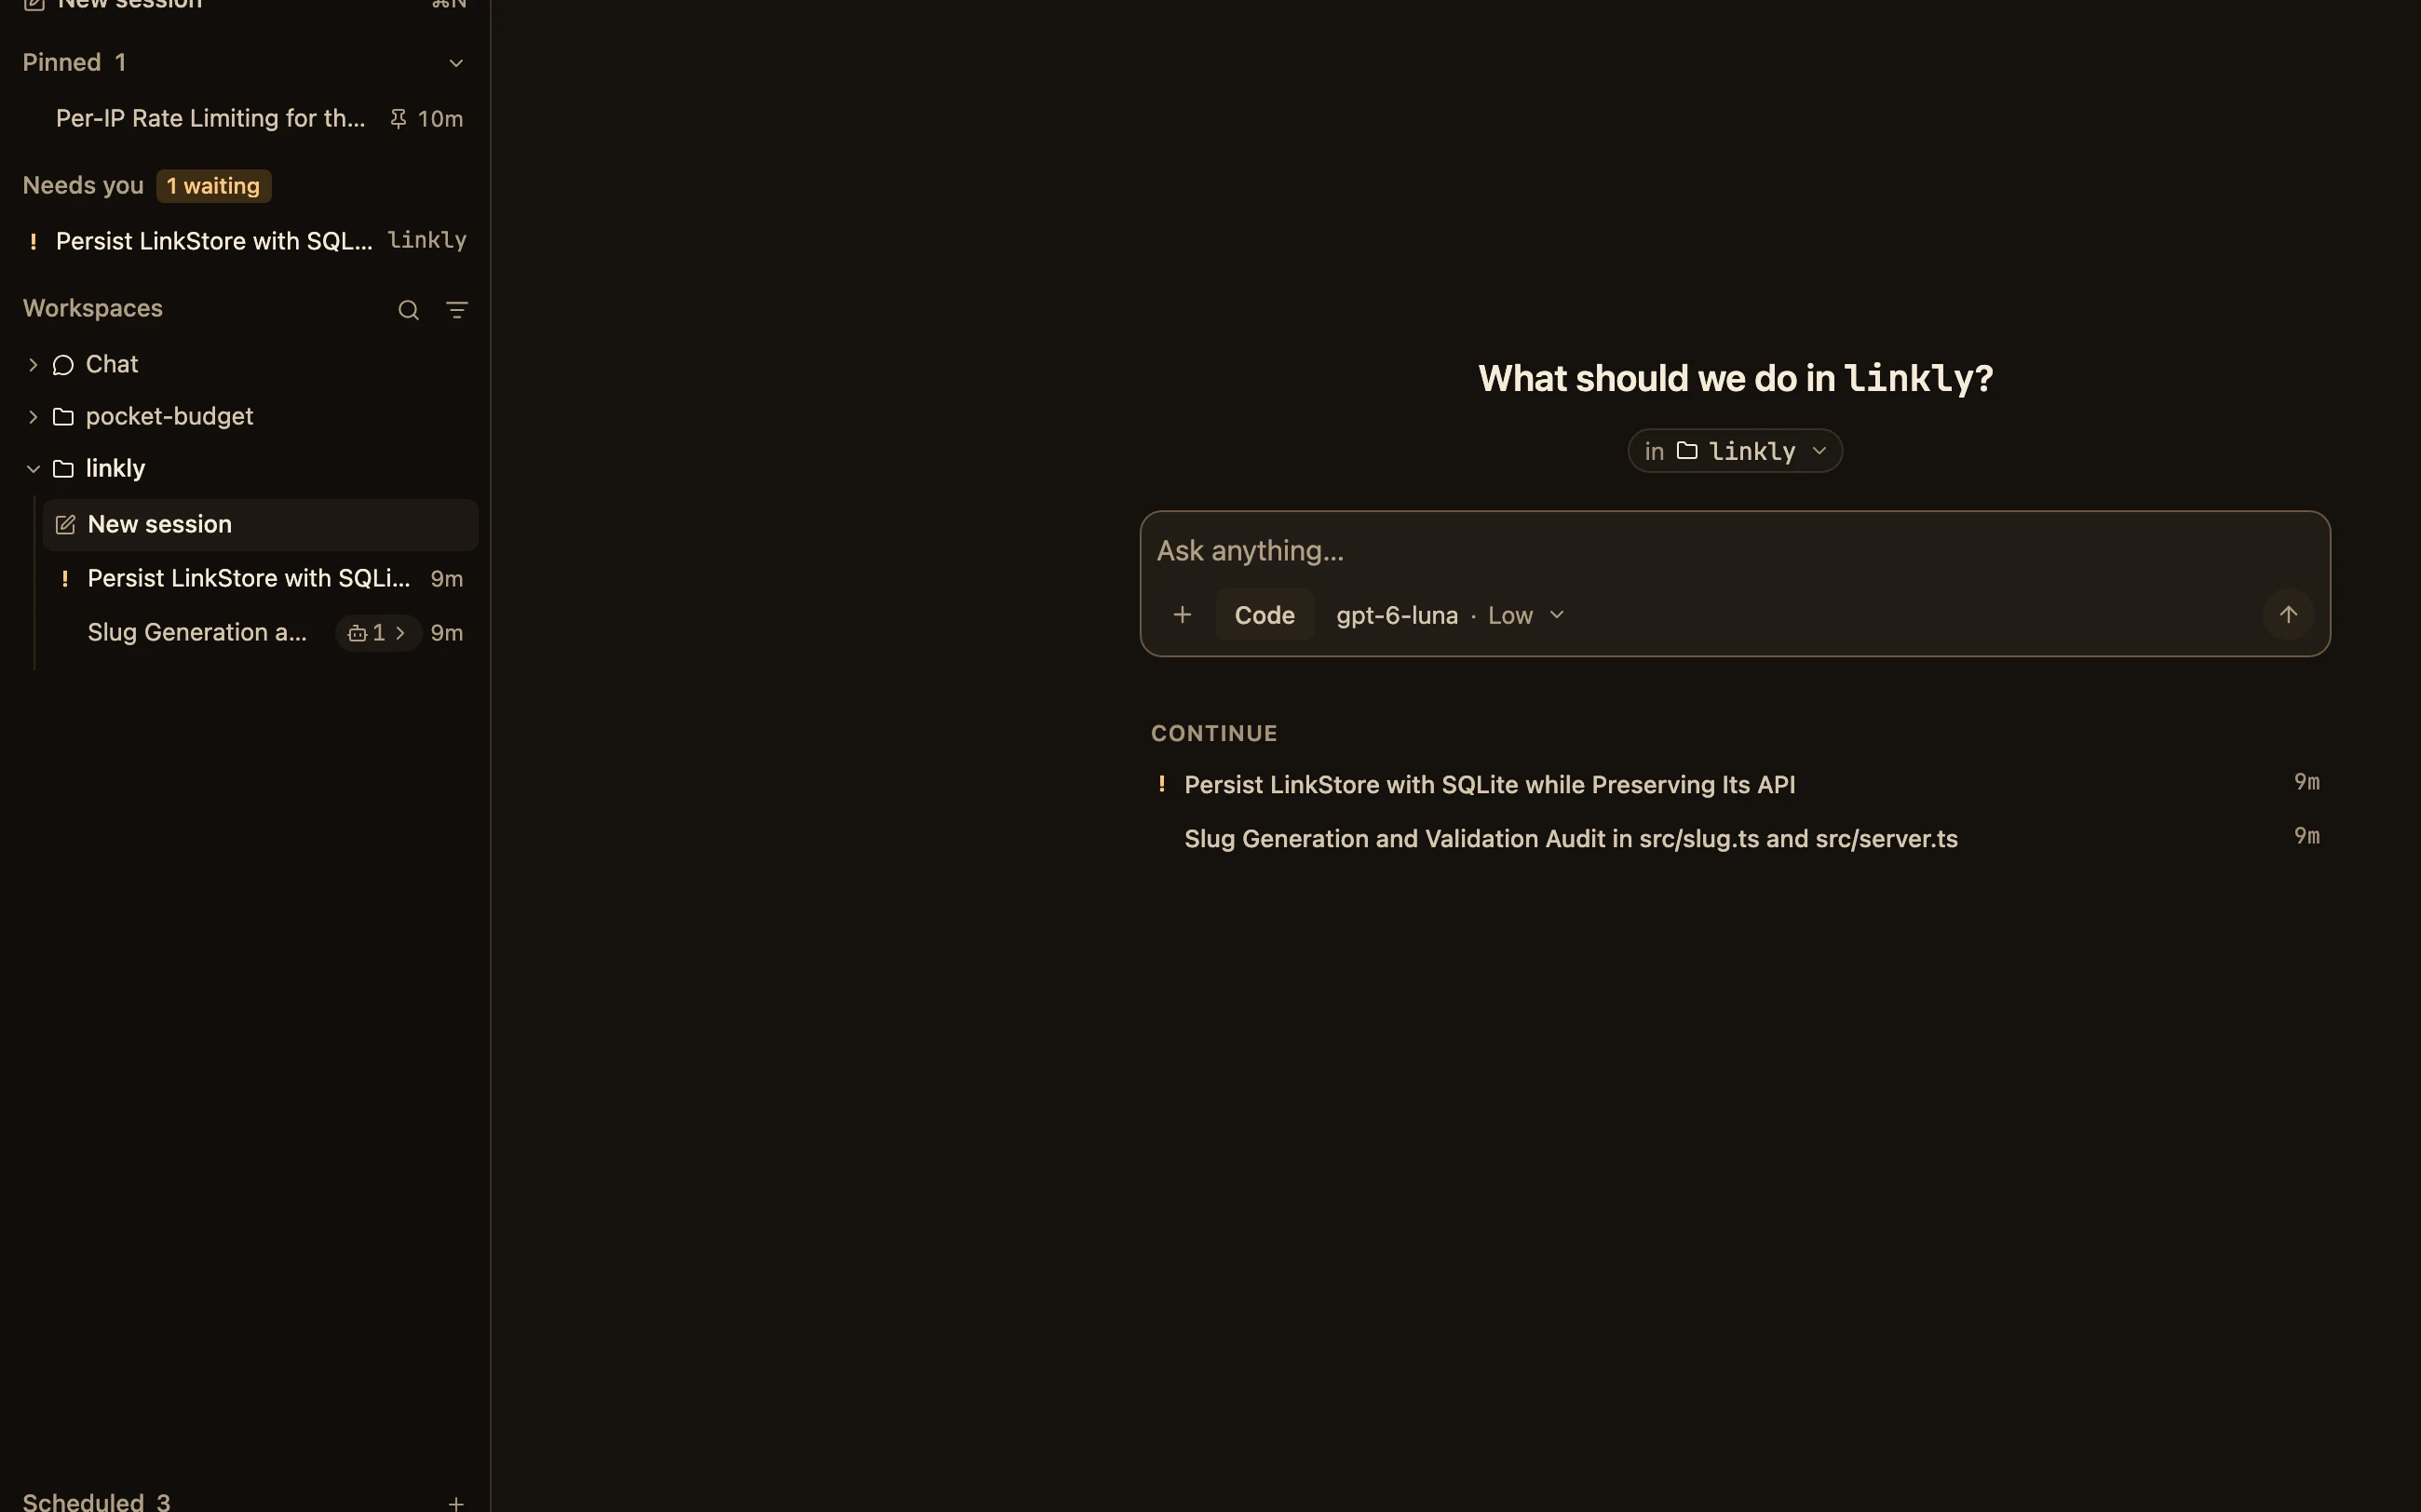 New session ⌘N
Pinned 1
Per-IP Rate Limiting for th... 10m
Needs you 1 waiting
! Persist LinkStore with SQL... linkly
Workspaces
Chat
pocket-budget
linkly
New session
! Persist LinkStore with SQLi... 9m
Slug Generation a... 1 9m
Scheduled 3
What should we do in linkly?
in linkly
Ask anything...
Code gpt-6-luna · Low
CONTINUE
! Persist LinkStore with SQLite while Preserving Its API 9m
Slug Generation and Validation Audit in src/slug.ts and src/server.ts 9m